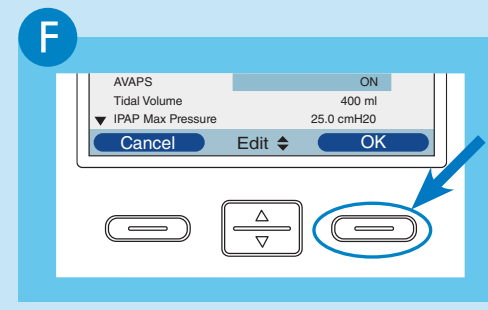 F
AVAPS ON
Tidal Volume 400 ml
IPAP Max Pressure 25.0 cmH20
Cancel Edit OK